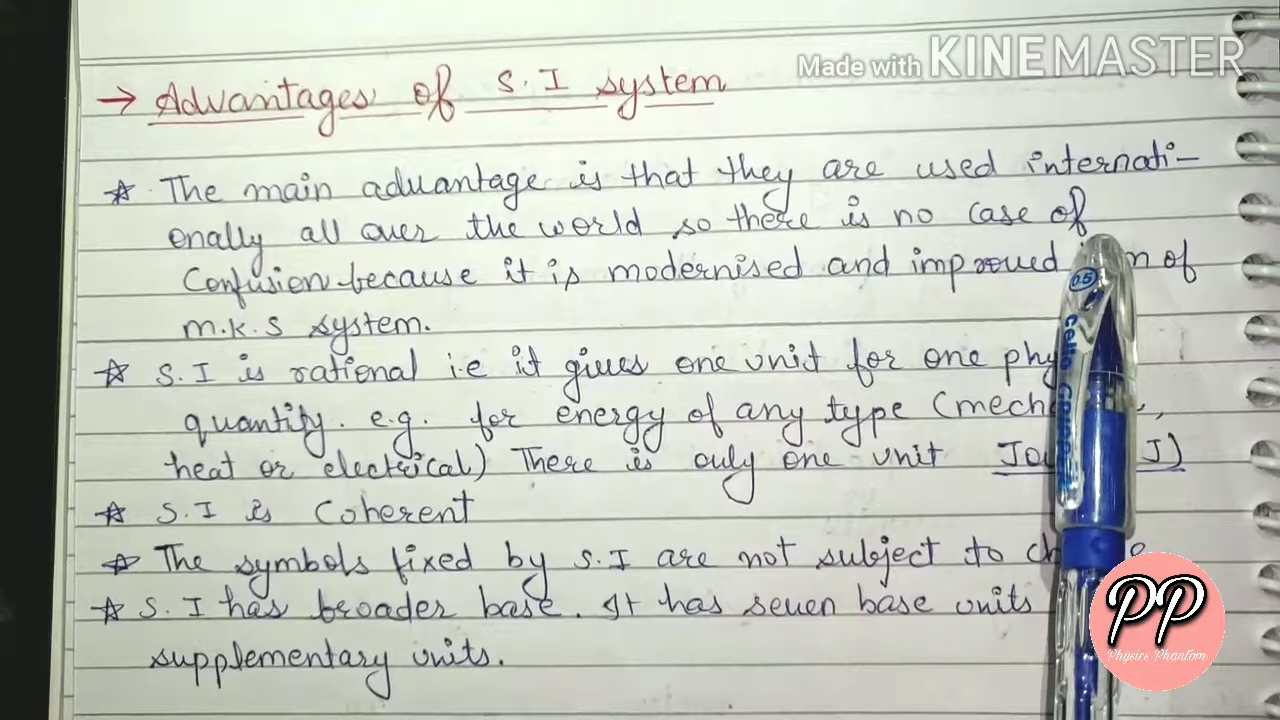 Made with KINEMASTER
→ Advantages of S.I system
☆ The main advantage is that they are used internati-
onally all over the world so there is no case of
Confusion because it is modernised and improved of
m.k.s system.
☆ S.I is rational i.e it gives one unit for one
quantity. e.g. for energy of any type (
heat or electrical) There is only one unit J)
☆ S.I is Coherent
☆ The symbols fixed by S.I are not subject to
☆ S.I has broader base. It has seven base units
supplementary units.
05
Cello
PP
Physics Phantom